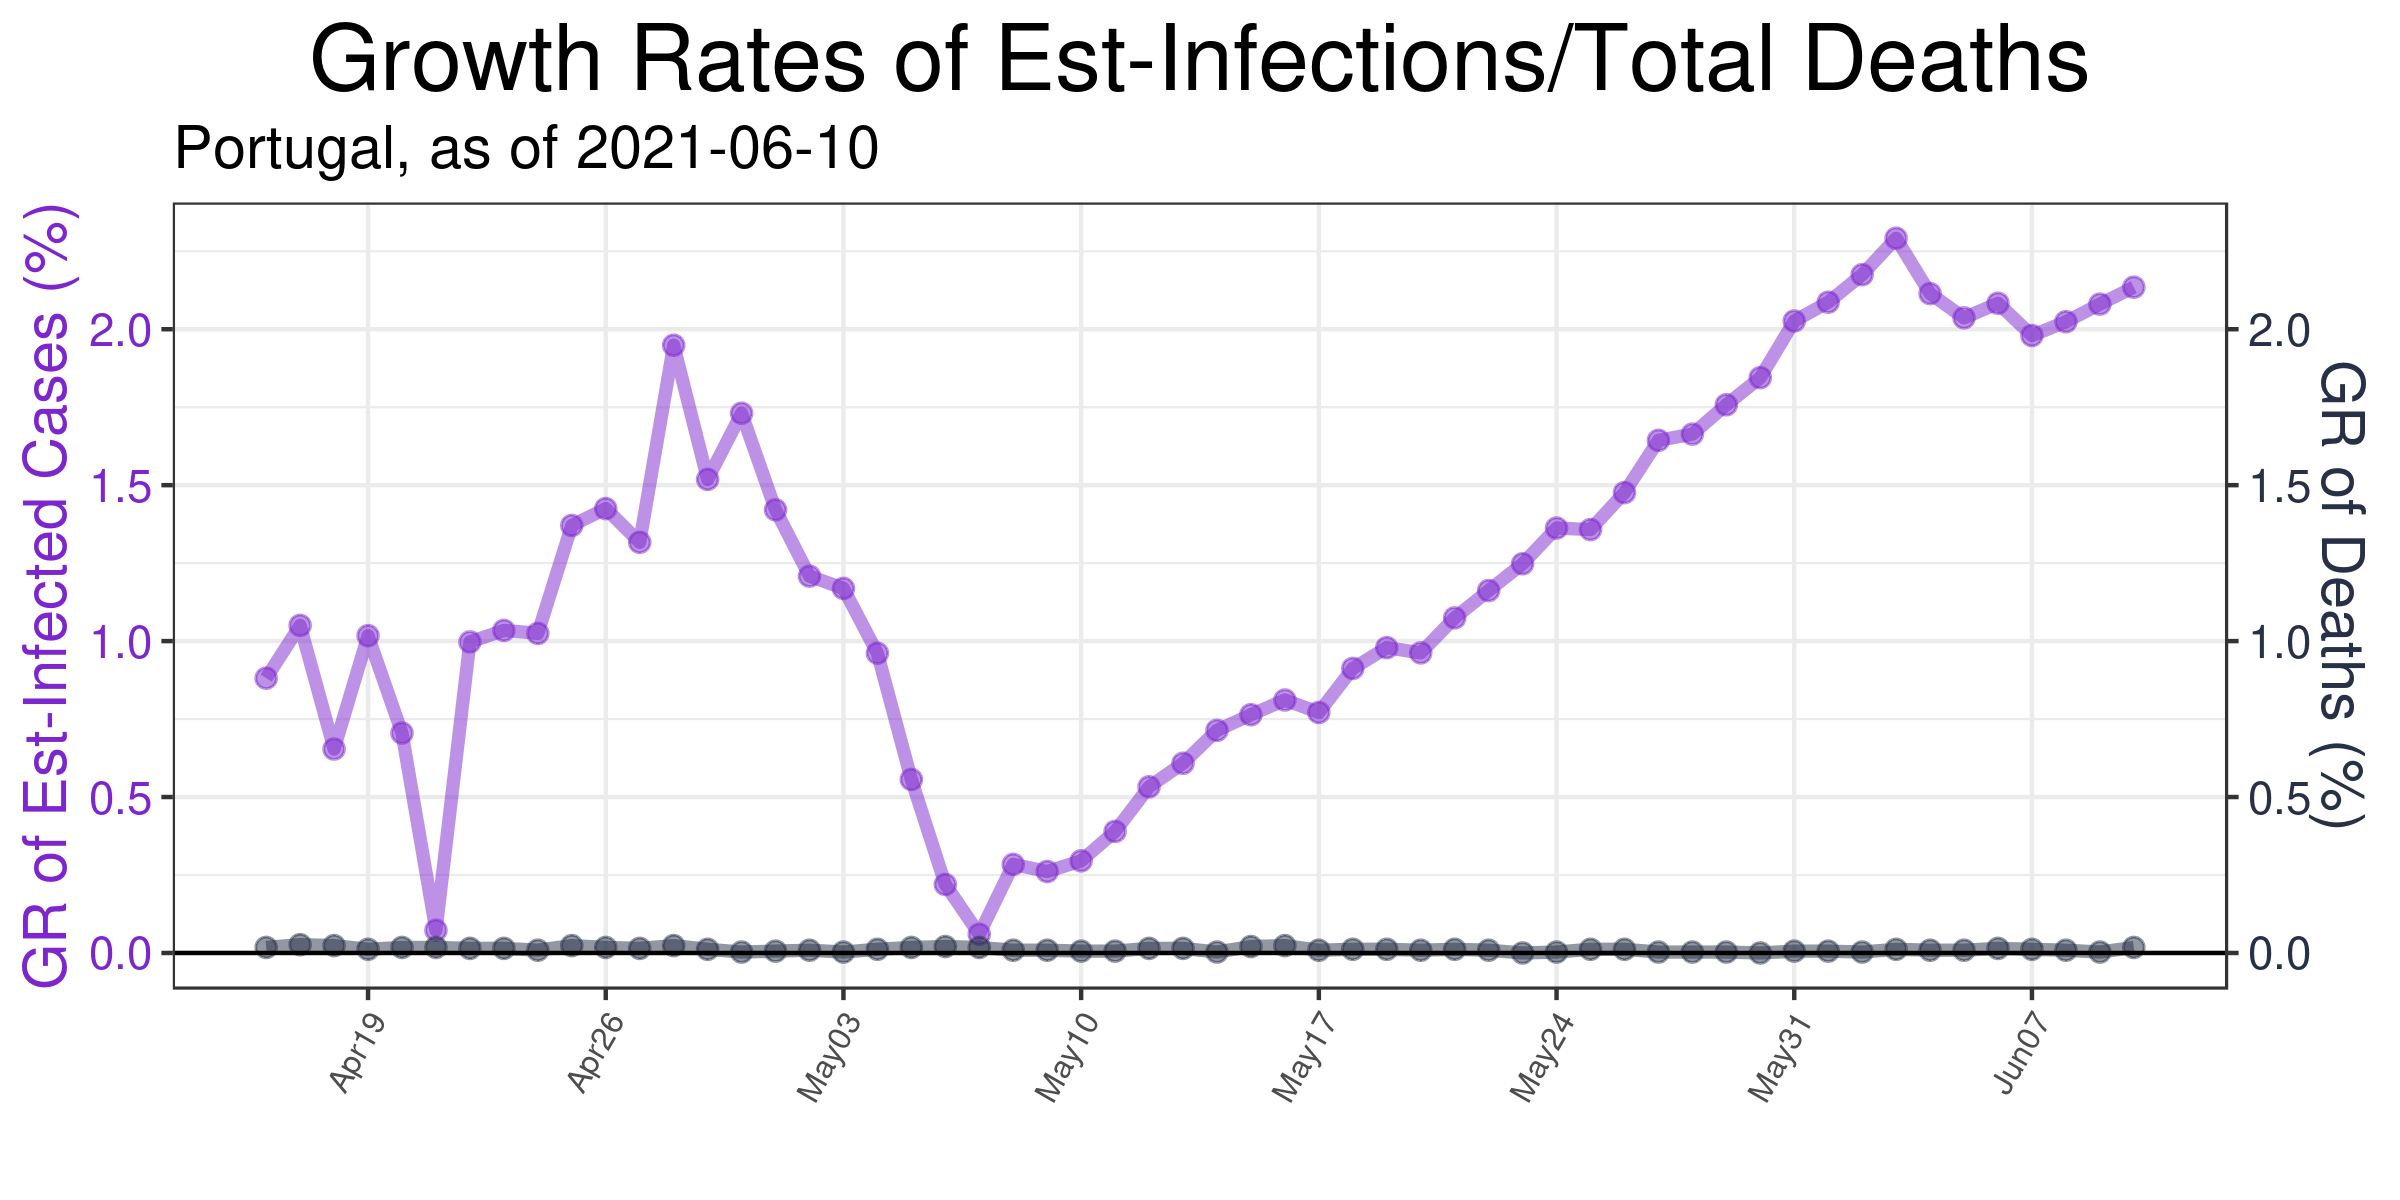 Growth Rates of Est-Infections/Total Deaths
Portugal, as of 2021-06-10
GR of Est-Infected Cases (%)
2.0
1.5
1.0
0.5
0.0
2.0
1.5
1.0
0.5
0.0
GR of Deaths (%)
Apr19
Apr26
May03
May10
May17
May24
May31
Jun07